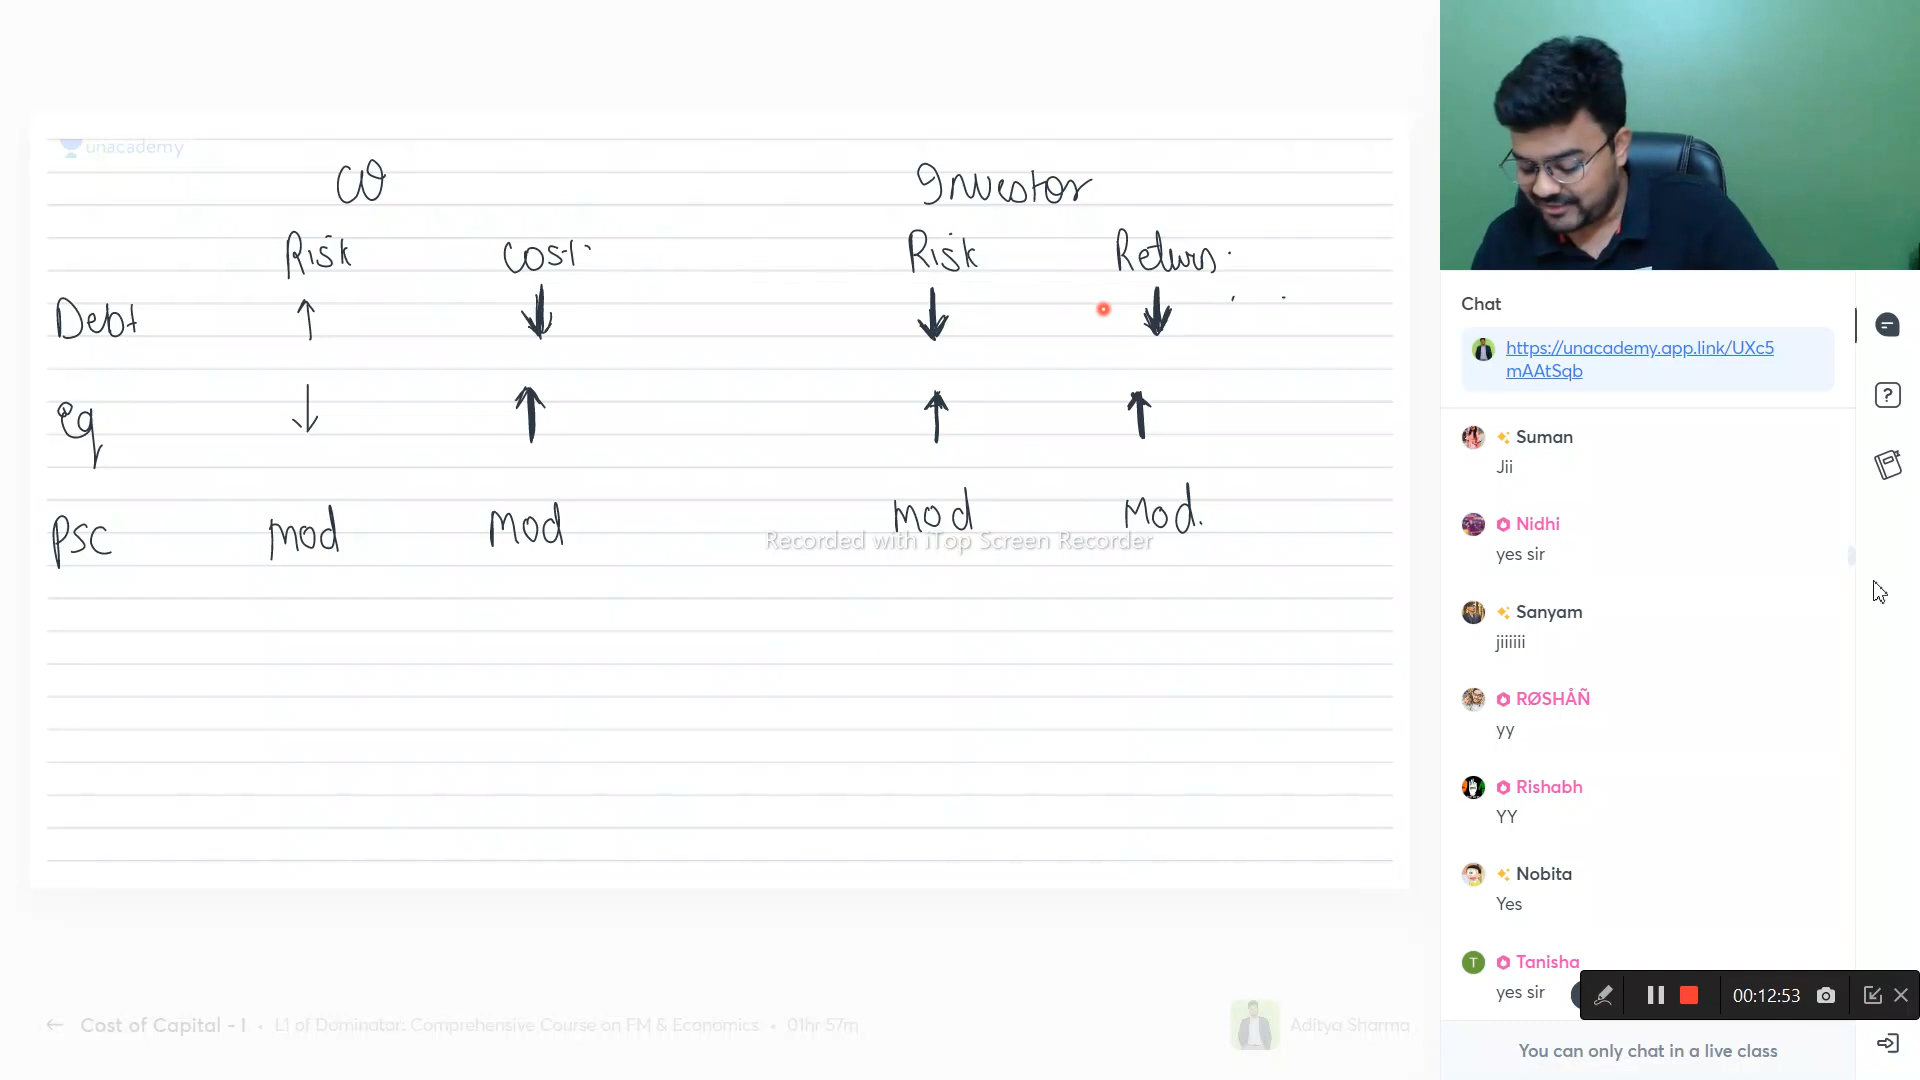 unacademy
CO Investor
Risk Cost Risk Return
Debt ↑ ↓ ↓ ↓
Eq ↓ ↑ ↑ ↑
PSC Mod Mod Mod Mod.
Recorded with iTop Screen Recorder
← Cost of Capital - I • L1 of Dominator: Comprehensive Course on FM & Economics • 01hr 57m
Aditya Sharma
Chat
https://unacademy.app.link/UXc5
mAAtSqb
Suman
Jii
Nidhi
yes sir
Sanyam
jiiiiiii
RØSHÅÑ
yy
Rishabh
YY
Nobita
Yes
T Tanisha
yes sir
00:12:53
You can only chat in a live class